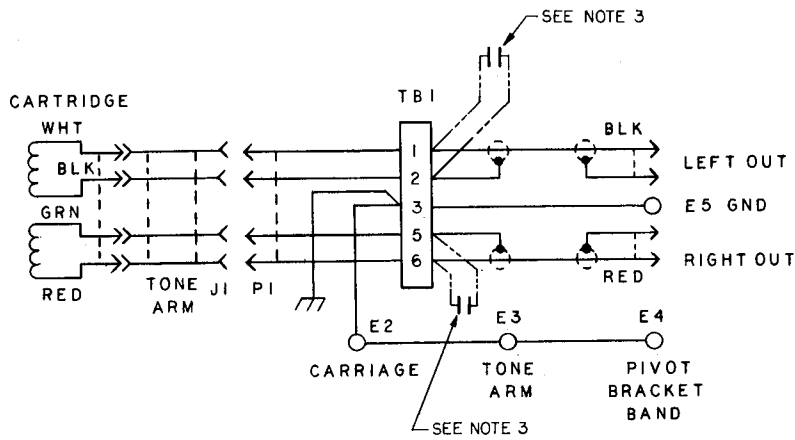 SEE NOTE 3
CARTRIDGE
TB1
WHT
BLK
1
BLK
2
LEFT OUT
3
E5 GND
GRN
5
RED
6
RED
RIGHT OUT
TONE
ARM
J1
P1
E2
E3
E4
CARRIAGE
TONE
ARM
PIVOT
BRACKET
BAND
SEE NOTE 3